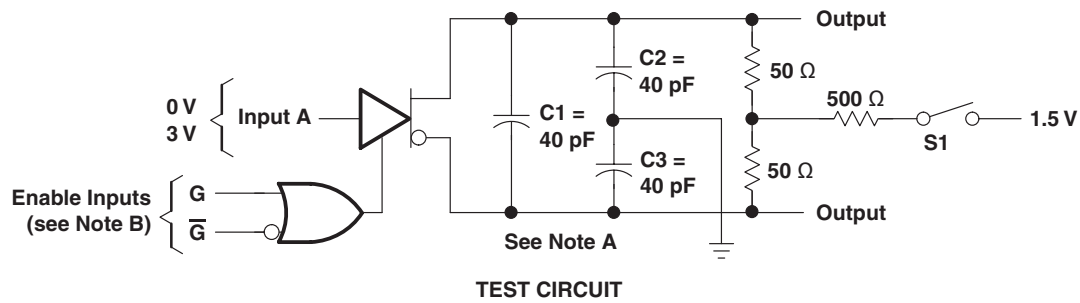 Output
C2 =
40 pF
50 Ω
500 Ω
0 V
3 V
Input A
C1 =
40 pF
1.5 V
S1
C3 =
40 pF
50 Ω
Enable Inputs
(see Note B)
G
G̅
See Note A
Output
TEST CIRCUIT